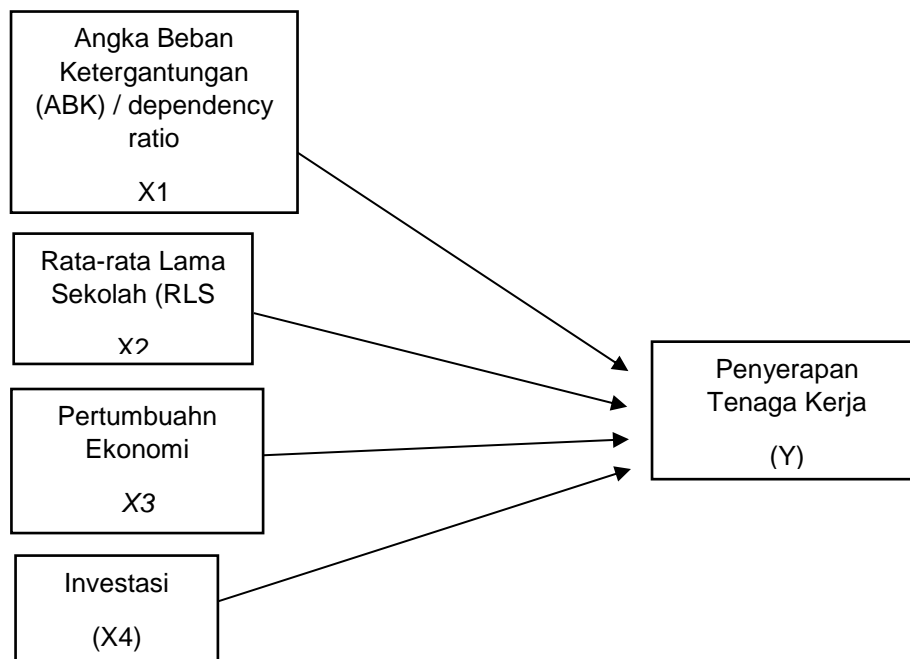 Angka Beban
Ketergantungan
(ABK) / dependency
ratio
X1
Rata-rata Lama
Sekolah (RLS
X2
Pertumbuahn
Ekonomi
X3
Investasi
(X4)
Penyerapan
Tenaga Kerja
(Y)